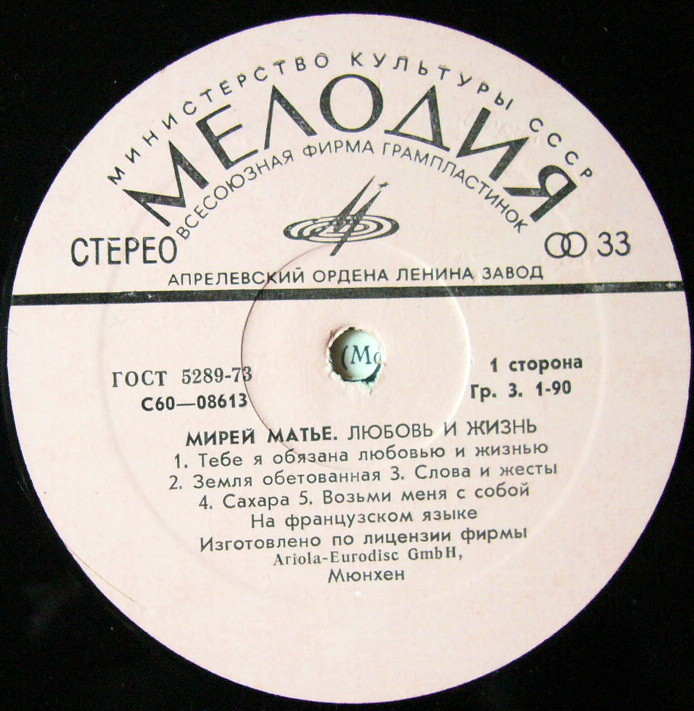 МИНИСТЕРСТВО КУЛЬТУРЫ СССР
МЕЛОДИЯ
ВСЕСОЮЗНАЯ ФИРМА ГРАМПЛАСТИНОК
СТЕРЕО
33
АПРЕЛЕВСКИЙ ОРДЕНА ЛЕНИНА ЗАВОД
(Мо
ГОСТ 5289-73
С60—08613
1 сторона
Гр. 3. 1-90
МИРЕЙ МАТЬЕ. ЛЮБОВЬ И ЖИЗНЬ
1. Тебе я обязана любовью и жизнью
2. Земля обетованная 3. Слова и жесты
4. Сахара 5. Возьми меня с собой
На французском языке
Изготовлено по лицензии фирмы
Ariola-Eurodisc GmbH,
Мюнхен